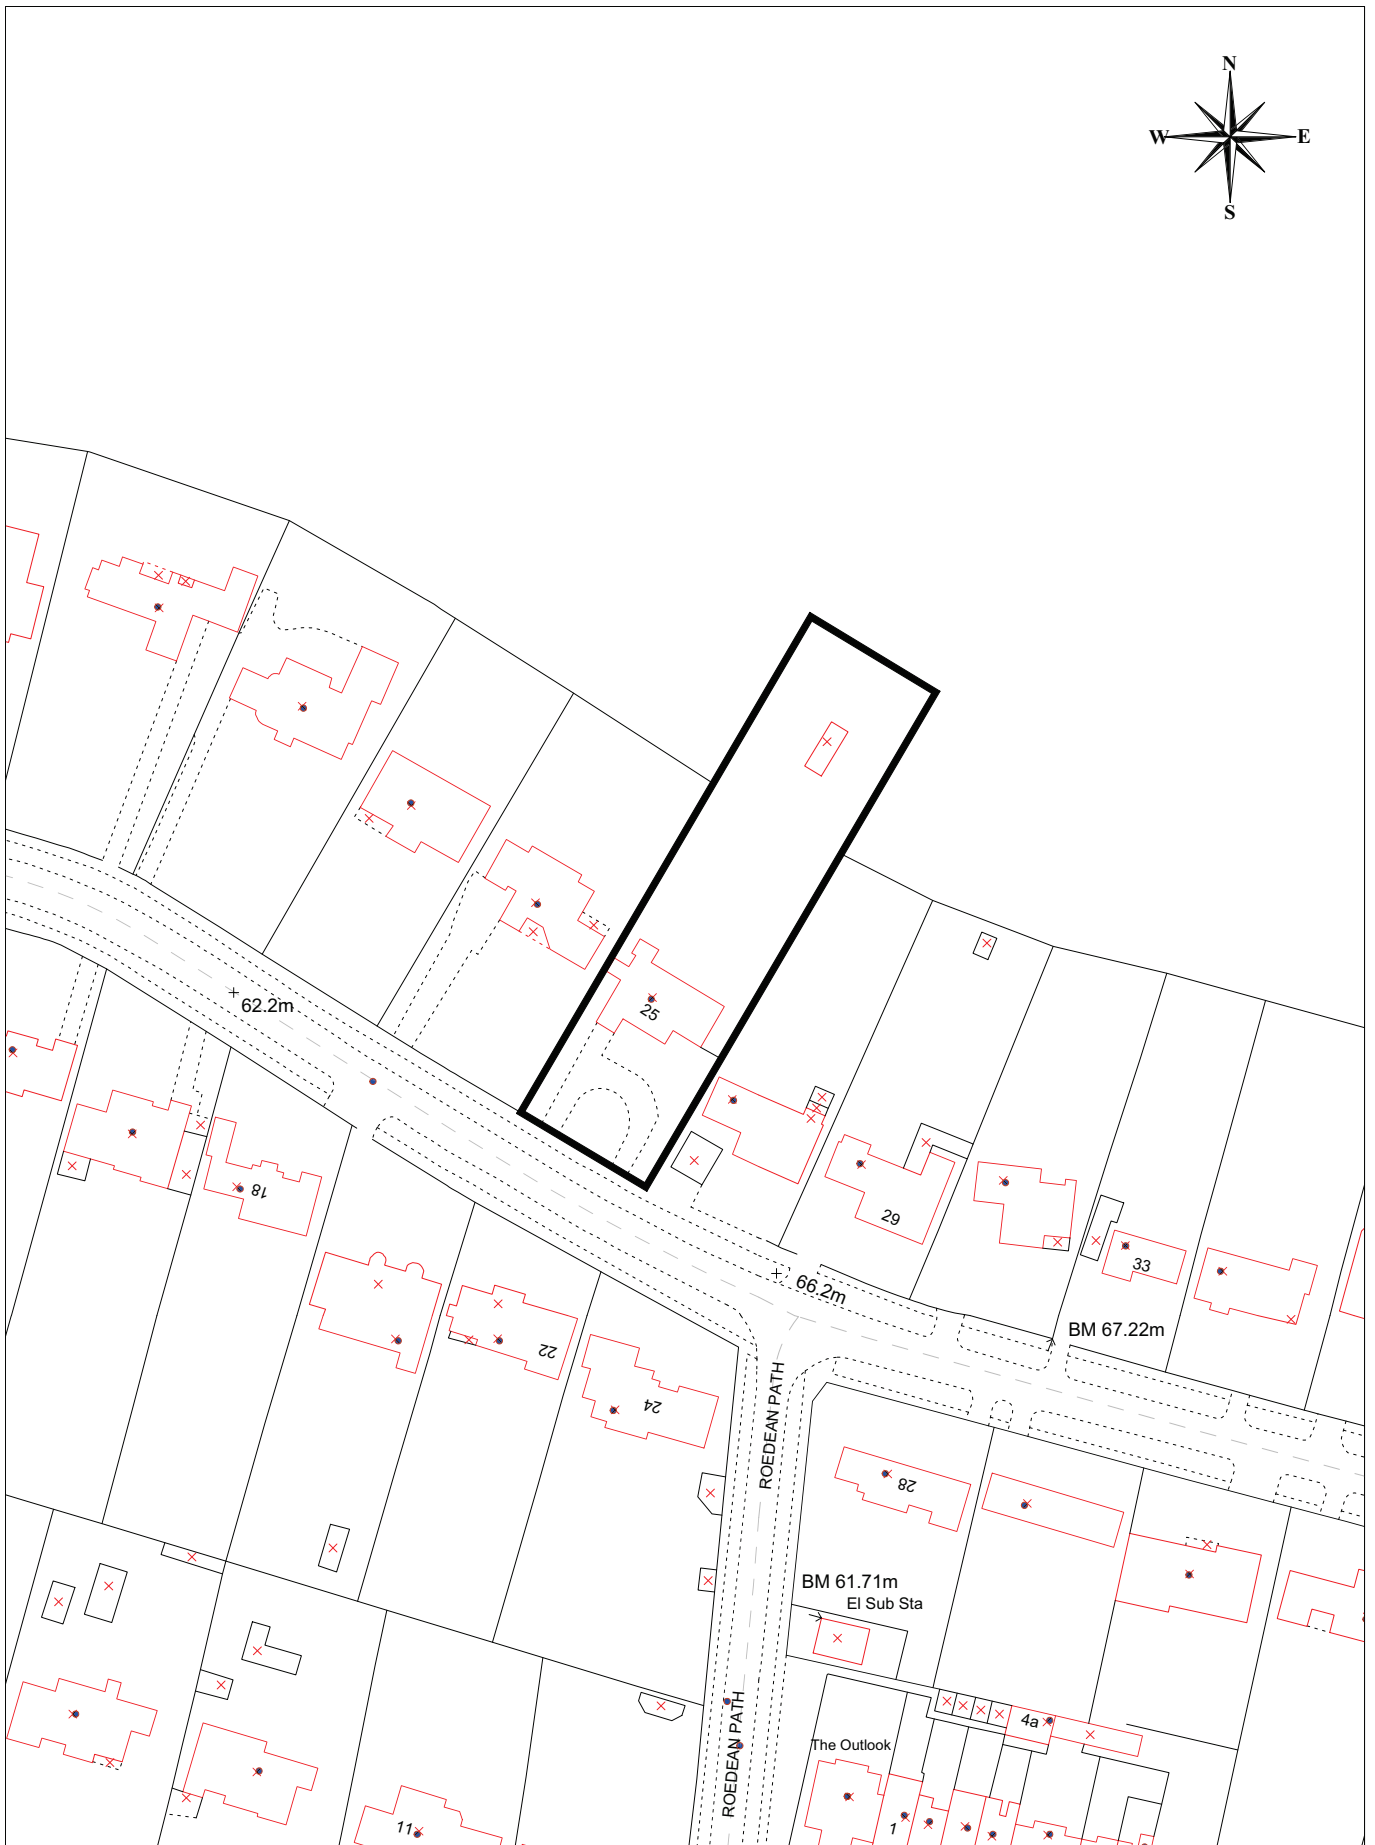 N
W E
S
25
62.2m
18
29
33
66.2m
BM 67.22m
22
24
ROEDEAN PATH
28
BM 61.71m
El Sub Sta
ROEDEAN PATH
4a
The Outlook
11
1